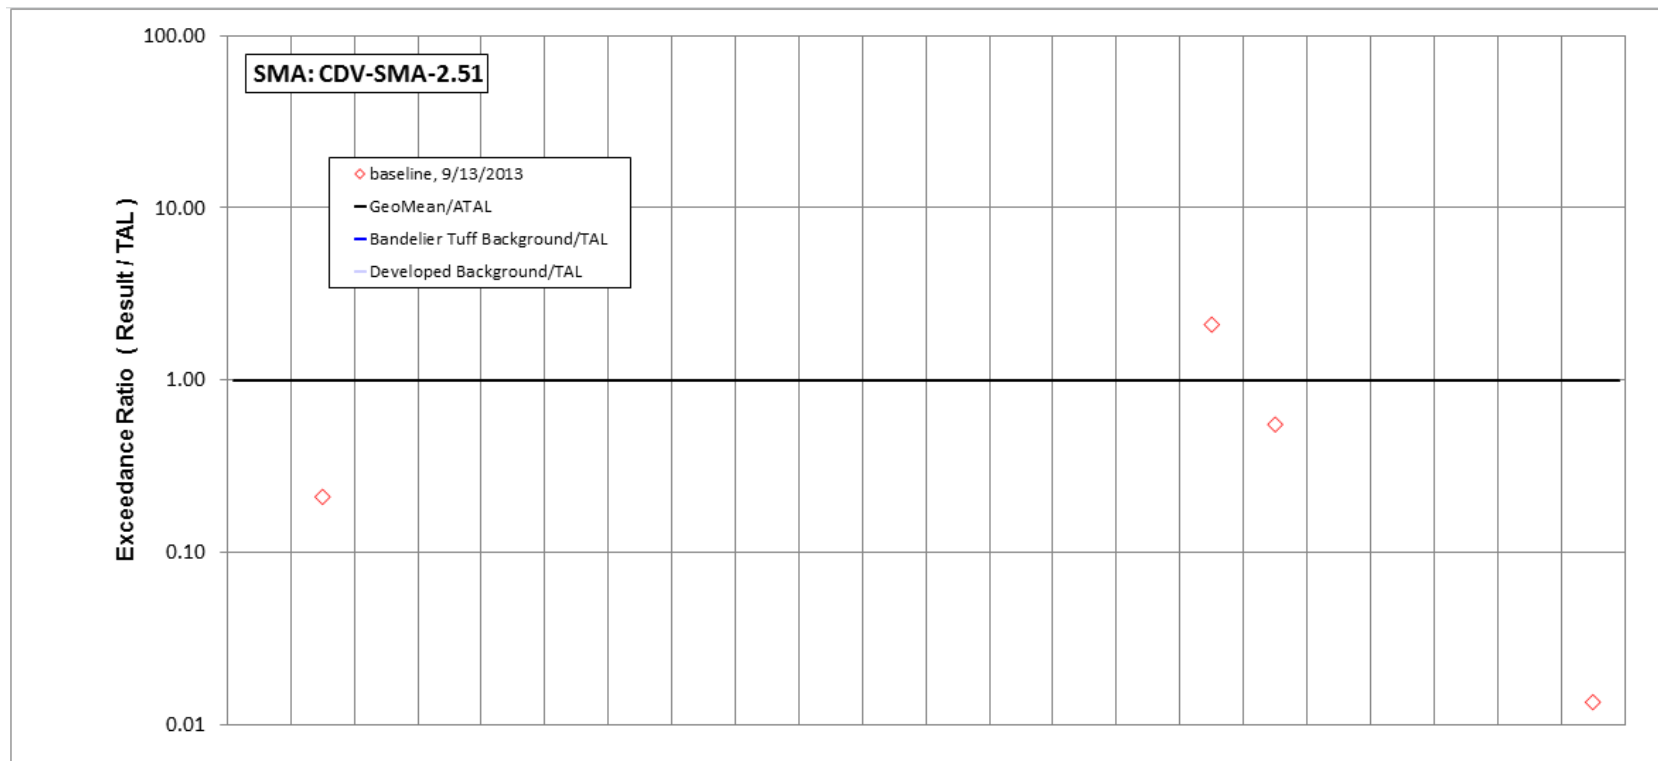 100.00
SMA: CDV-SMA-2.51
baseline, 9/13/2013
10.00
GeoMean/ATAL
Bandelier Tuff Background/TAL
Developed Background/TAL
Exceedance Ratio ( Result / TAL )
1.00
0.10
0.01